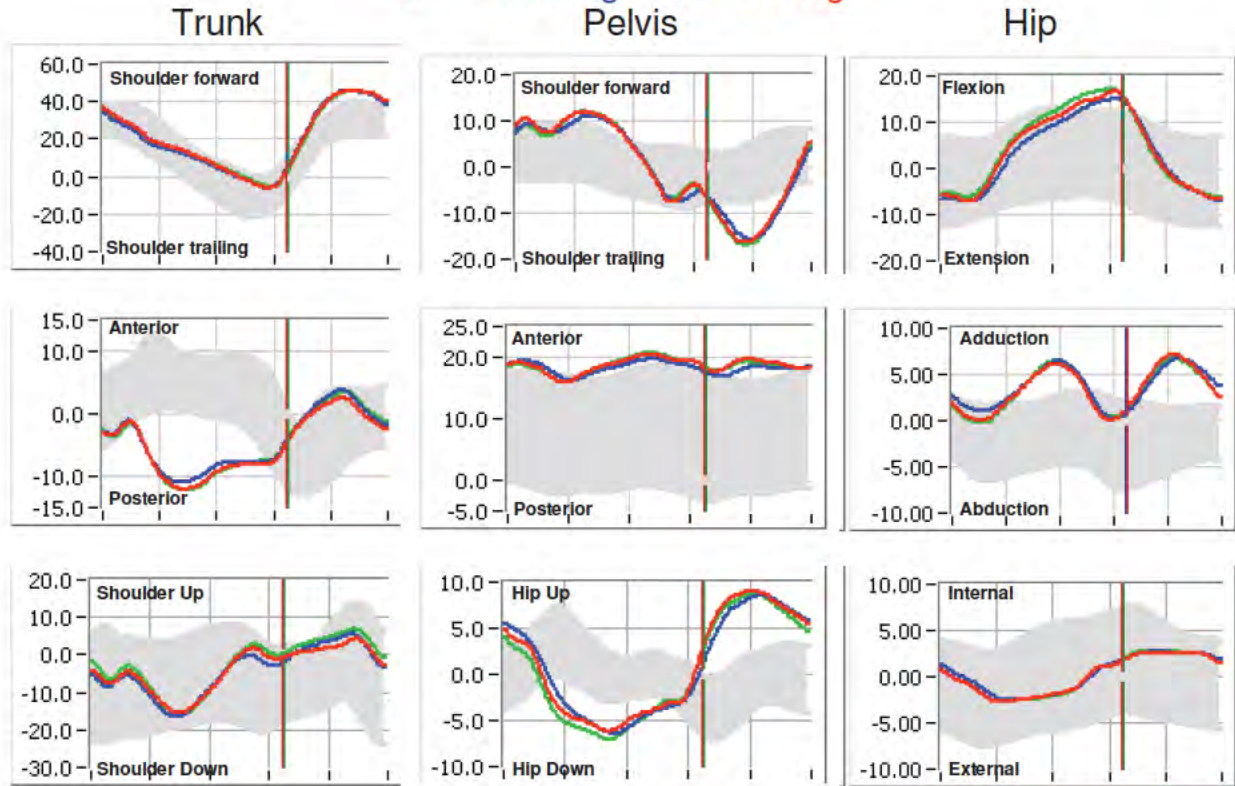 Trunk Pelvis Hip
60.0
40.0
20.0
0.0
-20.0
-40.0
Shoulder forward
Shoulder trailing
20.0
10.0
0.0
-10.0
-20.0
Shoulder forward
Shoulder trailing
20.0
10.0
0.0
-10.0
-20.0
Flexion
Extension
15.0
10.0
0.0
-10.0
-15.0
Anterior
Posterior
25.0
20.0
10.0
0.0
-5.0
Anterior
Posterior
10.00
5.00
0.00
-5.00
-10.00
Adduction
Abduction
20.0
10.0
0.0
-10.0
-20.0
-30.0
Shoulder Up
Shoulder Down
10.0
5.0
0.0
-5.0
-10.0
Hip Up
Hip Down
10.00
5.00
0.00
-5.00
-10.00
Internal
External